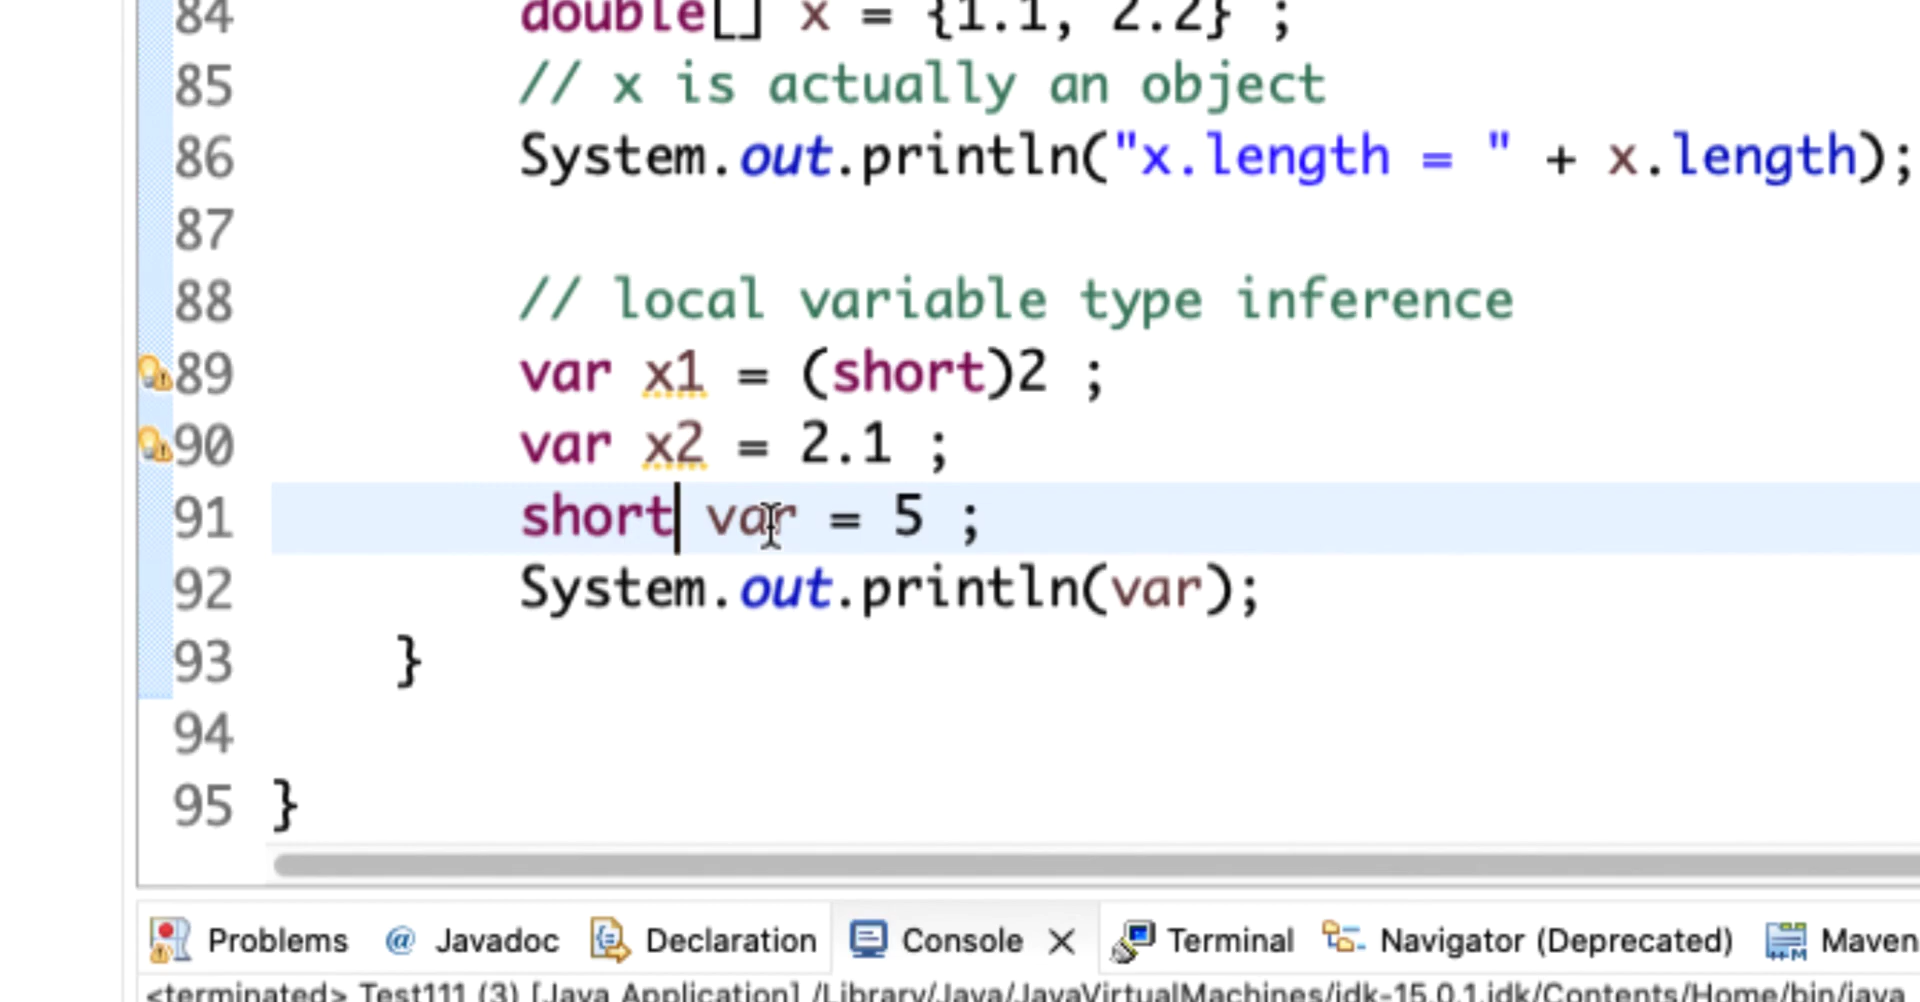 84 double[] x = {1.1, 2.2} ;
85 // x is actually an object
86 System.out.println("x.length = " + x.length);
87
88 // local variable type inference
89 var x1 = (short)2 ;
90 var x2 = 2.1 ;
91 short var = 5 ;
92 System.out.println(var);
93 }
94
95 }
Problems @ Javadoc Declaration Console Terminal Navigator (Deprecated) Maven
<terminated> Test111 (3) [Java Application] /Library/Java/JavaVirtualMachines/jdk-15.0.1.jdk/Contents/Home/bin/java